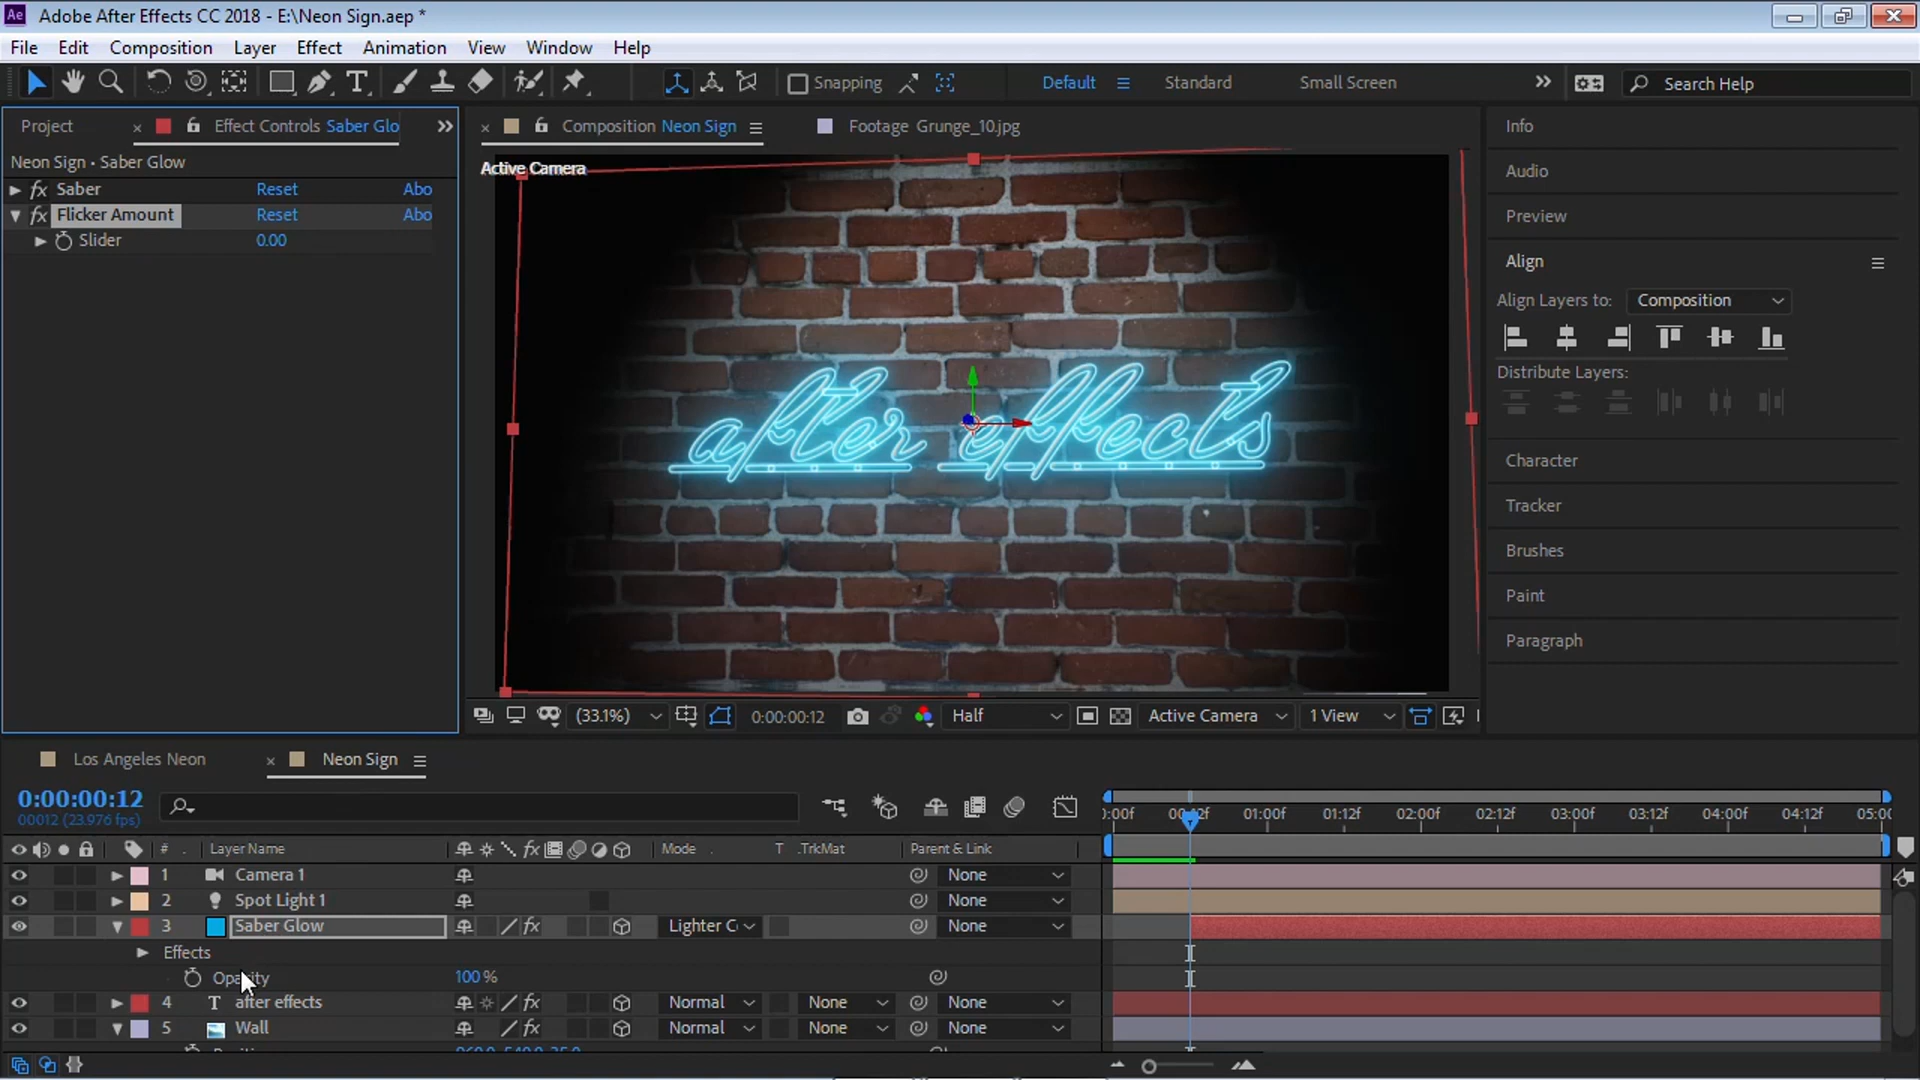 Ae Adobe After Effects CC 2018 - E:\Neon Sign.aep *
File Edit Composition Layer Effect Animation View Window Help
Snapping Default Standard Small Screen Search Help
Project Effect Controls Saber Glo
Composition Neon Sign Footage Grunge_10.jpg
Neon Sign • Saber Glow
Saber Reset Abo
Flicker Amount Reset Abo
Slider 0.00
Active Camera
after effects
Info
Audio
Preview
Align
Align Layers to: Composition
Distribute Layers:
Character
Tracker
Brushes
Paint
Paragraph
(33.1%) 0:00:00:12 Half Active Camera 1 View
Los Angeles Neon Neon Sign
0:00:00:12
00012 (23.976 fps)
:00f 01:00f 01:12f 02:00f 02:12f 03:00f 03:12f 04:00f 04:12f 05:00
# Layer Name Mode T .TrkMat Parent & Link
1 Camera 1 None
2 Spot Light 1 None
3 Saber Glow Lighter C None
Effects
Opacity 100 %
4 T after effects Normal None None
5 Wall Normal None None